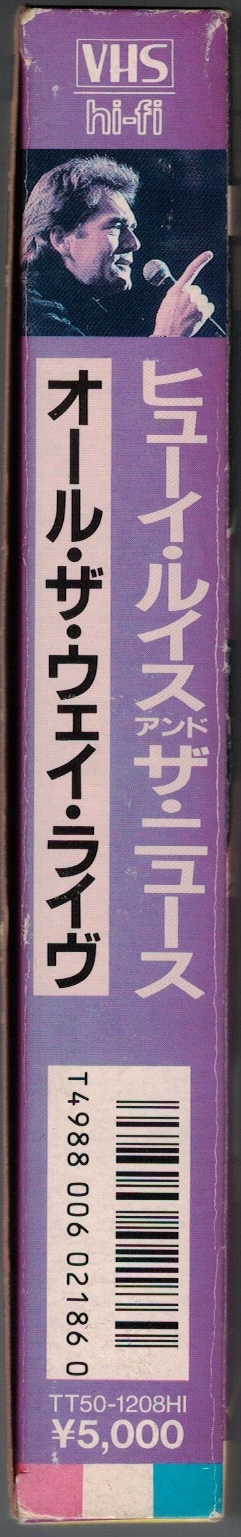 VHS
hi-fi
ヒューイ・ルイス アンド ザ・ニュース
オール・ザ・ウェイ・ライヴ
T4988 006 02186 0
TT50-1208HI
¥5,000